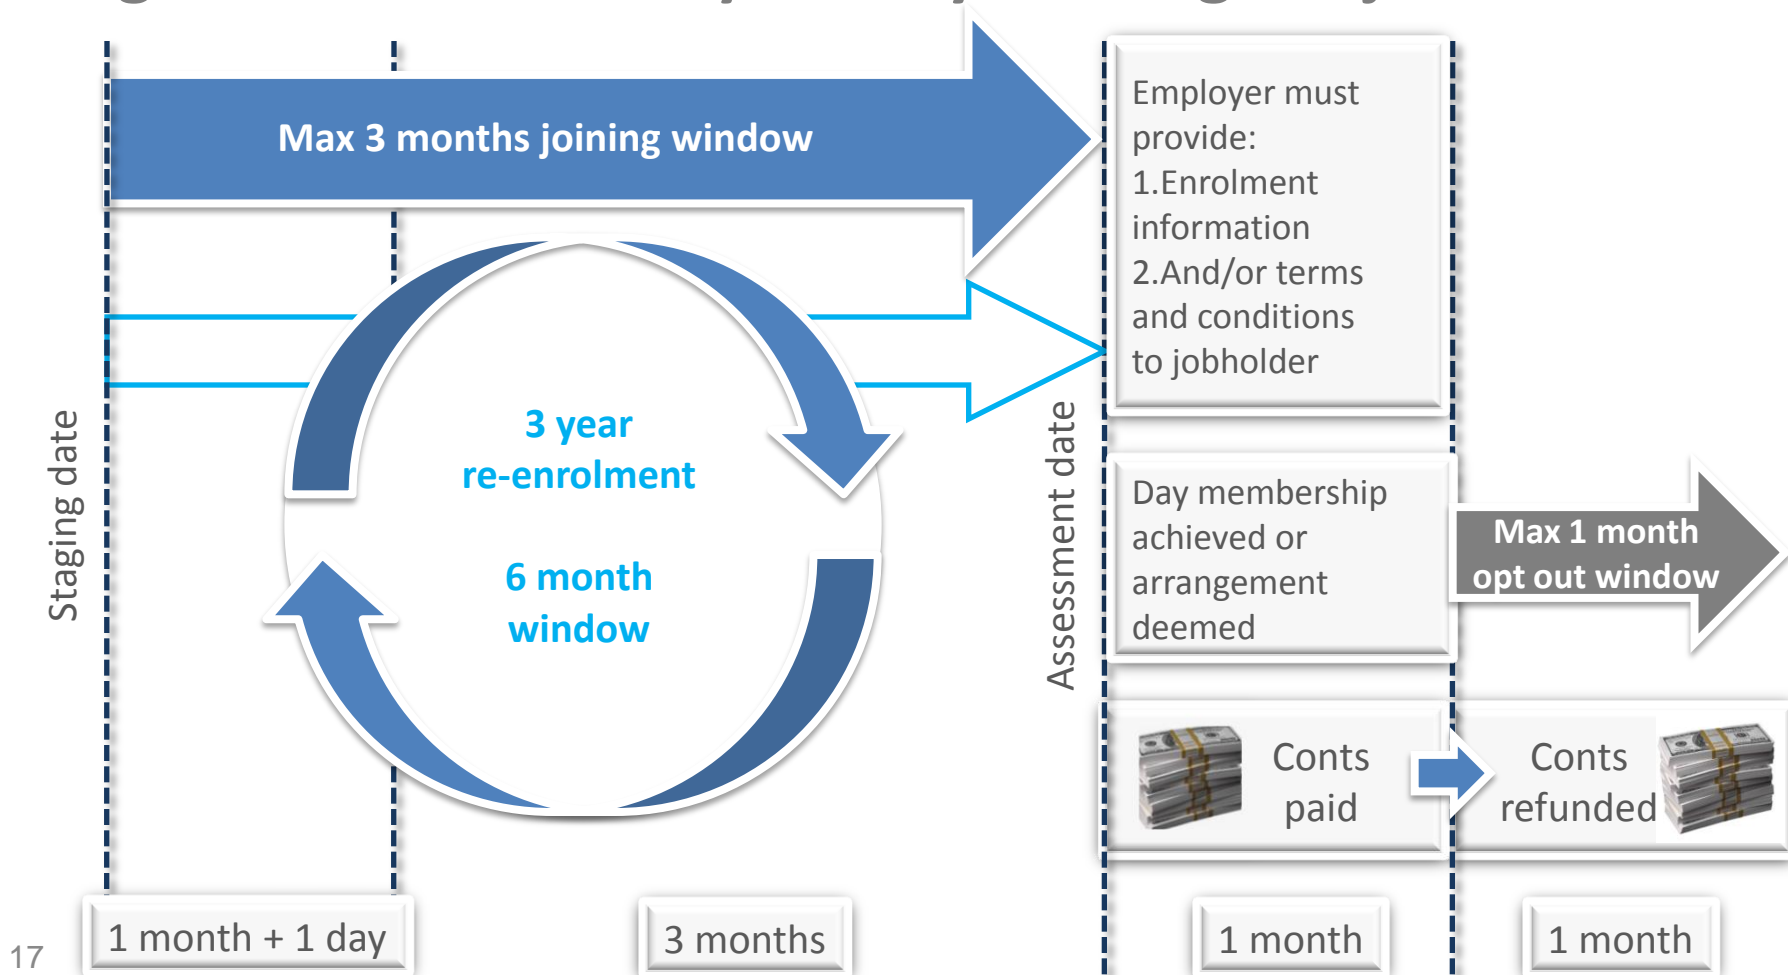 Max 3 months joining window
Employer must
provide:
1.Enrolment
information
2.And/or terms
and conditions
to jobholder
3 year
re-enrolment
6 month
window
Staging date
Assessment date
Day membership
achieved or
arrangement
deemed
Max 1 month
opt out window
Conts
paid
Conts
refunded
1 month + 1 day
3 months
1 month
1 month
17